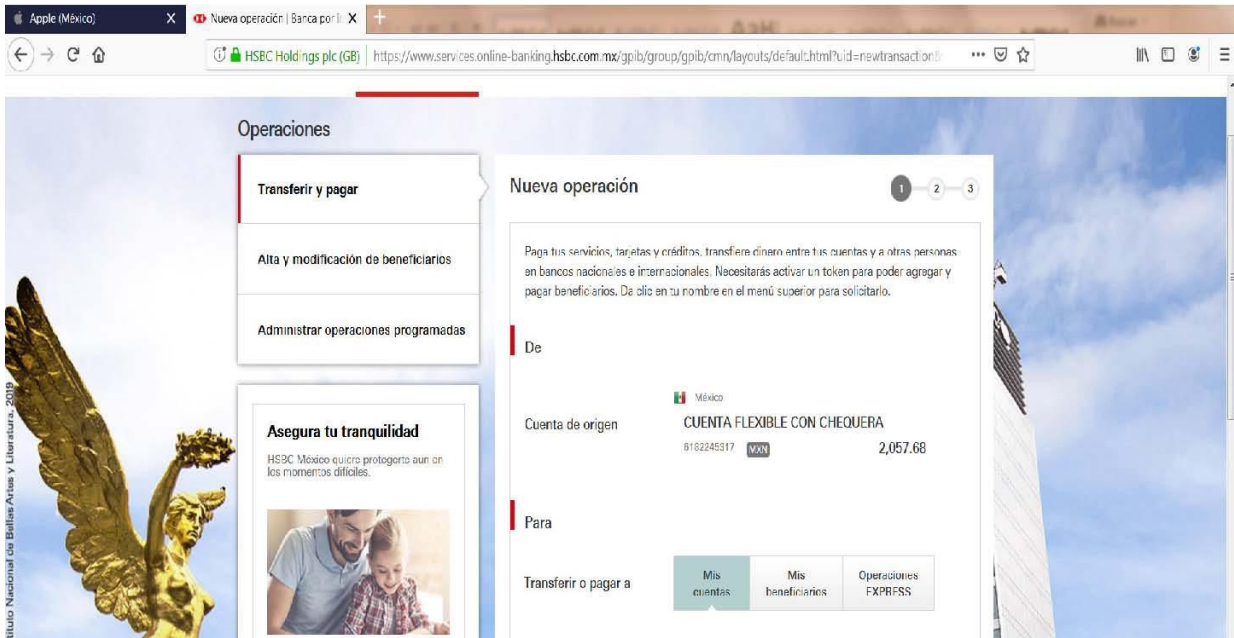 Apple (México) X
Nueva operación | Banca por I X
HSBC Holdings plc (GB) https://www.services.online-banking.hsbc.com.mx/gpib/group/gpib/cmn/layouts/default.html?uid=newtransaction
Operaciones
Transferir y pagar
Alta y modificación de beneficiarios
Administrar operaciones programadas
Asegura tu tranquilidad
HSBC México quiere protegerte aun en
los momentos difíciles.
Nueva operación
1 2 3
Paga tus servicios, tarjetas y créditos, transfiere dinero entre tus cuentas y a otras personas
en bancos nacionales e internacionales. Necesitarás activar un token para poder agregar y
pagar beneficiarios. Da clic en tu nombre en el menú superior para solicitarlo.
De
México
Cuenta de origen
CUENTA FLEXIBLE CON CHEQUERA
6182245317 MXN 2,057.68
Para
Transferir o pagar a
Mis
cuentas
Mis
beneficiarios
Operaciones
EXPRESS
tituto Nacional de Bellas Artes y Literatura, 2019